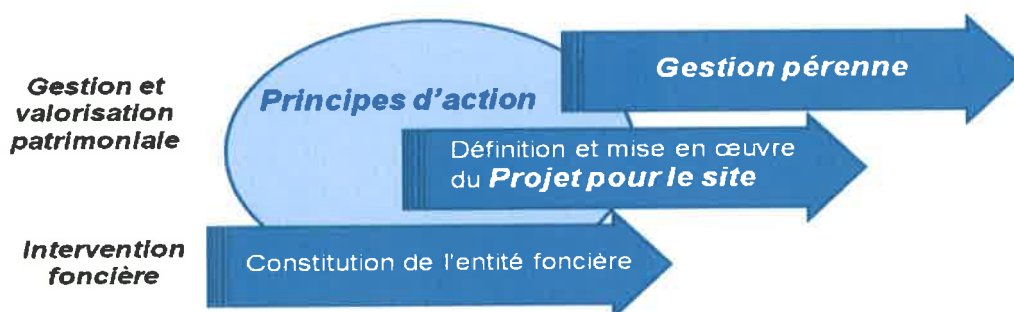 Gestion et
valorisation
patrimoniale
Principes d'action
Gestion pérenne
Définition et mise en œuvre
du Projet pour le site
Intervention
foncière
Constitution de l'entité foncière